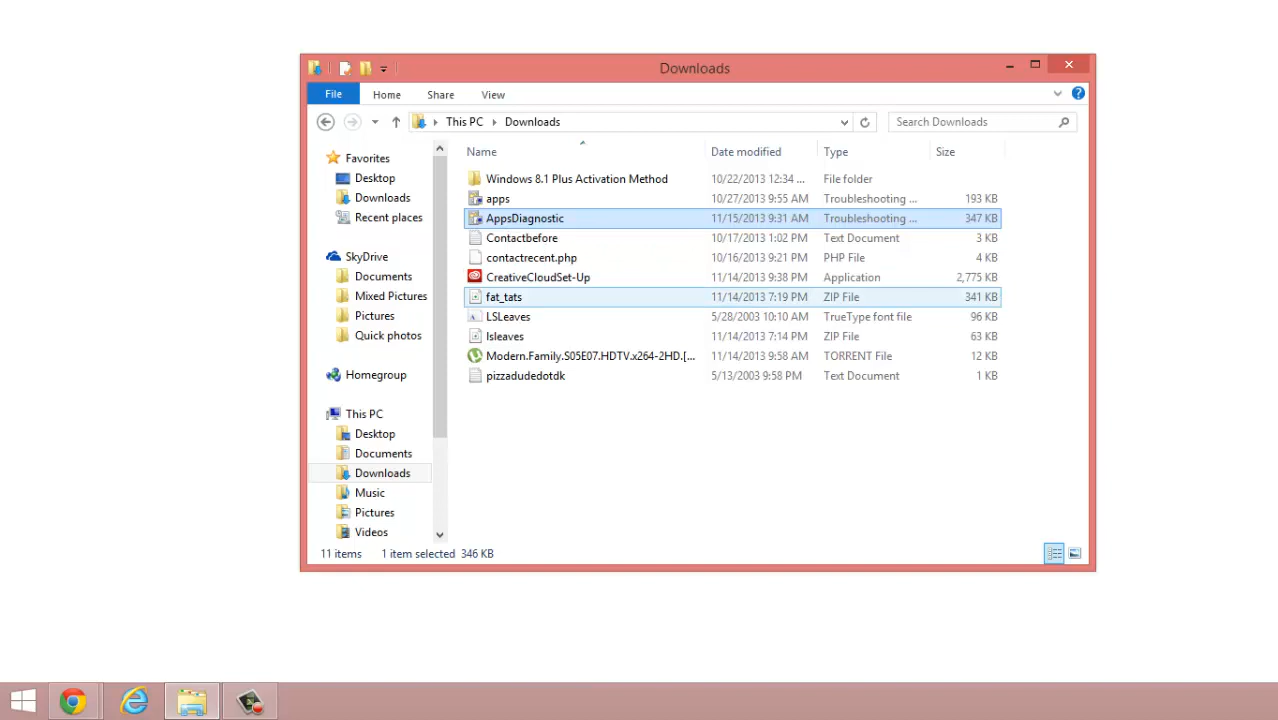 Downloads
File Home Share View
This PC Downloads Search Downloads
Name Date modified Type Size
Favorites
Desktop
Downloads
Recent places
SkyDrive
Documents
Mixed Pictures
Pictures
Quick photos
Homegroup
This PC
Desktop
Documents
Downloads
Music
Pictures
Videos
Windows 8.1 Plus Activation Method 10/22/2013 12:34 ... File folder
apps 10/27/2013 9:55 AM Troubleshooting ... 193 KB
AppsDiagnostic 11/15/2013 9:31 AM Troubleshooting ... 347 KB
Contactbefore 10/17/2013 1:02 PM Text Document 3 KB
contactrecent.php 10/16/2013 9:21 PM PHP File 4 KB
CreativeCloudSet-Up 11/14/2013 9:38 PM Application 2,775 KB
fat_tats 11/14/2013 7:19 PM ZIP File 341 KB
LSLeaves 5/28/2003 10:10 AM TrueType font file 96 KB
lsleaves 11/14/2013 7:14 PM ZIP File 63 KB
Modern.Family.S05E07.HDTV.x264-2HD.[... 11/14/2013 9:58 AM TORRENT File 12 KB
pizzadudedotdk 5/13/2003 9:58 PM Text Document 1 KB
11 items 1 item selected 346 KB